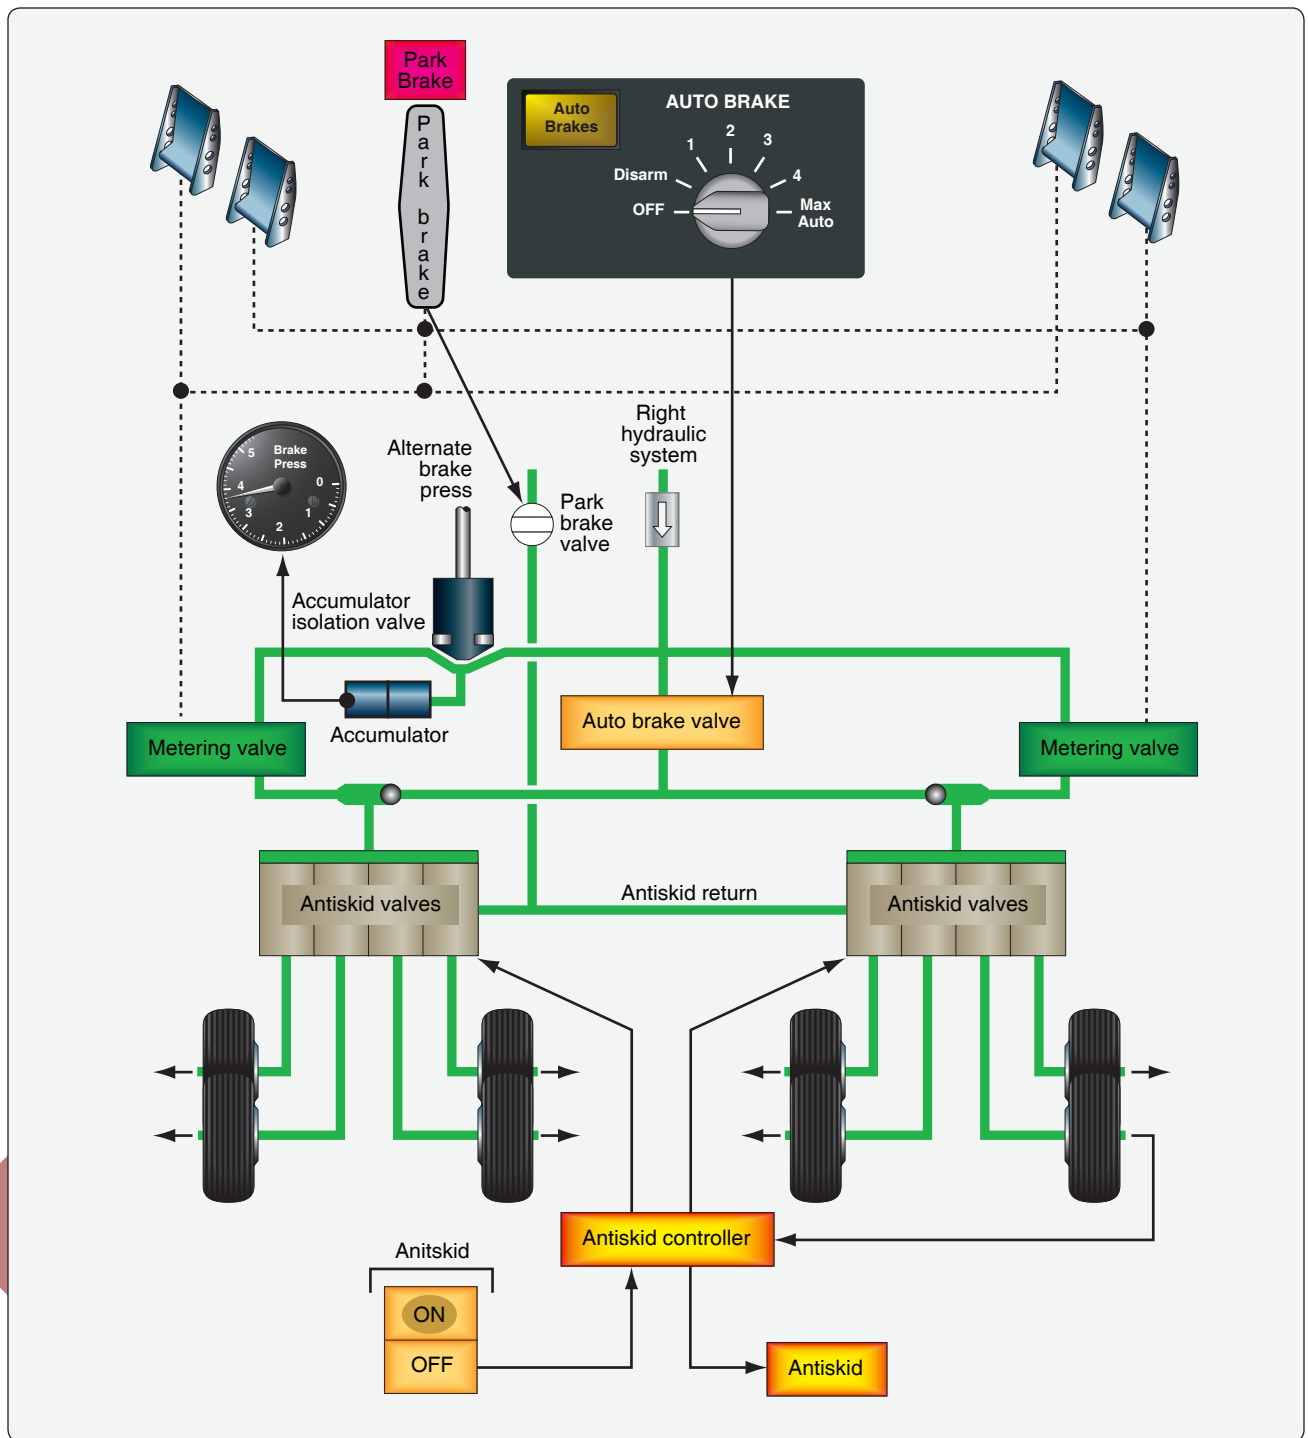 Park
Brake
Park brake
Auto
Brakes
AUTO BRAKE
OFF
Disarm
1
2
3
4
Max
Auto
Brake
Press
5
4
3
2
1
0
Alternate
brake
press
Right
hydraulic
system
Park
brake
valve
Accumulator
isolation valve
Accumulator
Auto brake valve
Metering valve
Metering valve
Antiskid valves
Antiskid return
Antiskid valves
Antiskid controller
Anitskid
ON
OFF
Antiskid